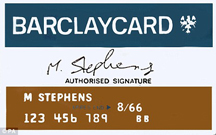 BARCLAYCARD
M. Stephens
AUTHORISED SIGNATURE
M STEPHENS
8/66
123 456 789 BB